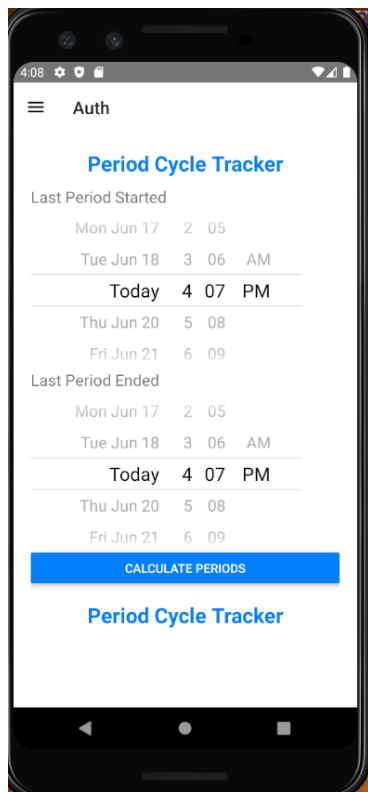 4:08
Auth
Period Cycle Tracker
Last Period Started
Mon Jun 17 2 05
Tue Jun 18 3 06 AM
Today 4 07 PM
Thu Jun 20 5 08
Fri Jun 21 6 09
Last Period Ended
Mon Jun 17 2 05
Tue Jun 18 3 06 AM
Today 4 07 PM
Thu Jun 20 5 08
Fri Jun 21 6 09
CALCULATE PERIODS
Period Cycle Tracker